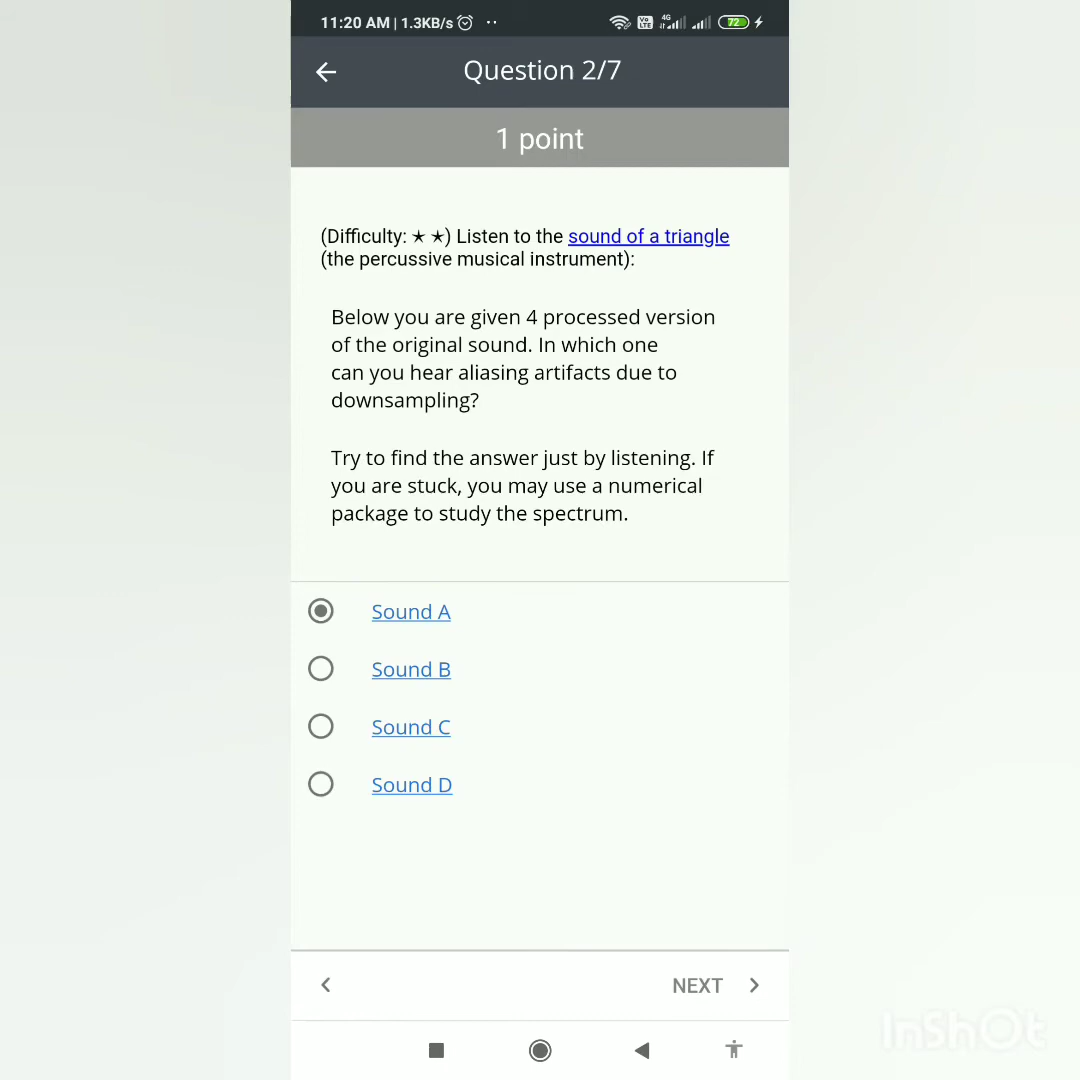 11:20 AM | 1.3KB/s
Vo LTE 4G 72
Question 2/7
1 point
(Difficulty: ★ ★) Listen to the sound of a triangle
(the percussive musical instrument):
Below you are given 4 processed version
of the original sound. In which one
can you hear aliasing artifacts due to
downsampling?
Try to find the answer just by listening. If
you are stuck, you may use a numerical
package to study the spectrum.
Sound A
Sound B
Sound C
Sound D
NEXT
InShOt